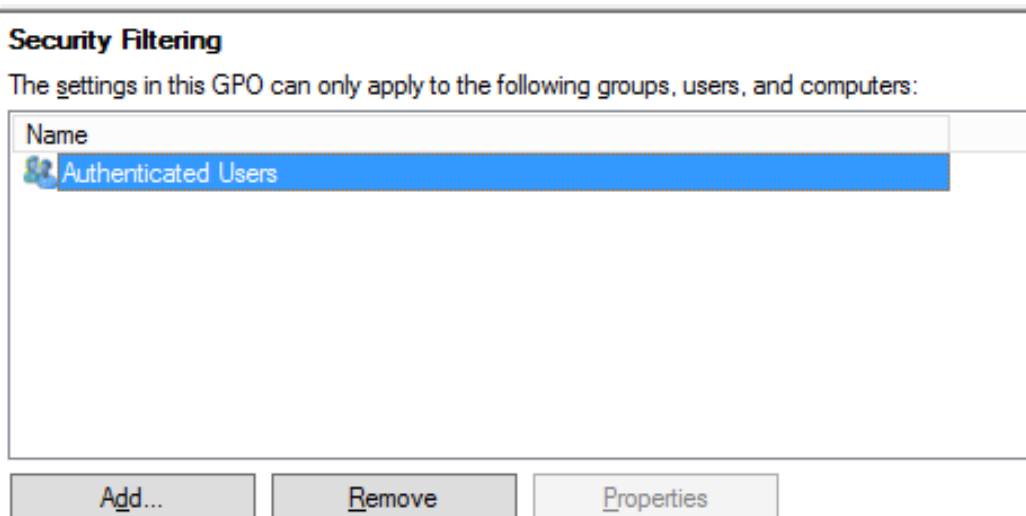 Security Filtering
The settings in this GPO can only apply to the following groups, users, and computers:
Name
Authenticated Users
Add... Remove Properties